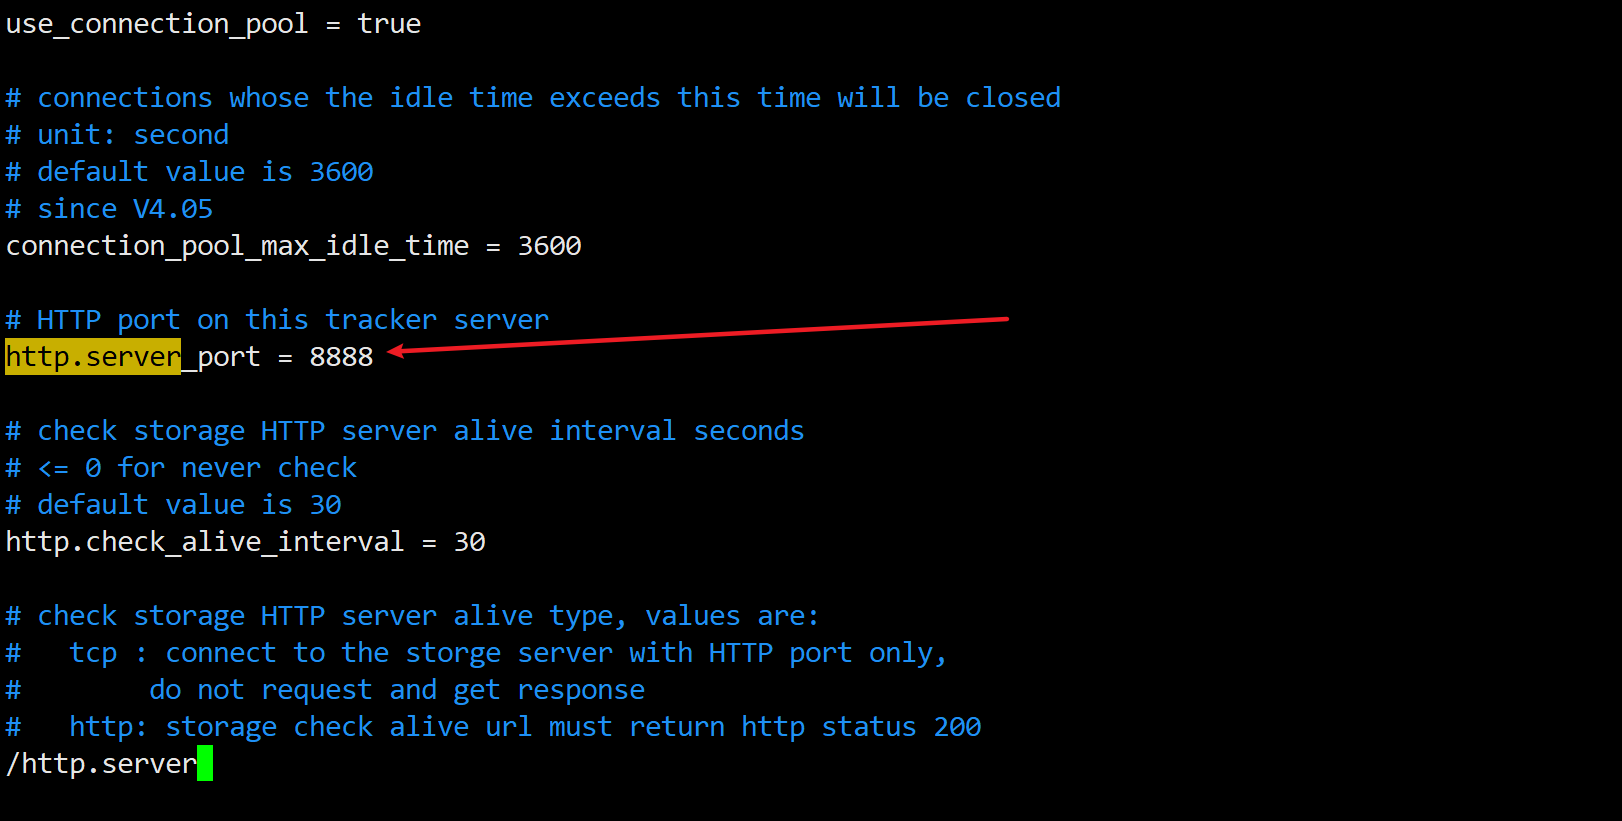 use_connection_pool = true
# connections whose the idle time exceeds this time will be closed
# unit: second
# default value is 3600
# since V4.05
connection_pool_max_idle_time = 3600
# HTTP port on this tracker server
http.server_port = 8888
# check storage HTTP server alive interval seconds
# <= 0 for never check
# default value is 30
http.check_alive_interval = 30
# check storage HTTP server alive type, values are:
#   tcp : connect to the storge server with HTTP port only,
#        do not request and get response
#   http: storage check alive url must return http status 200
/http.server